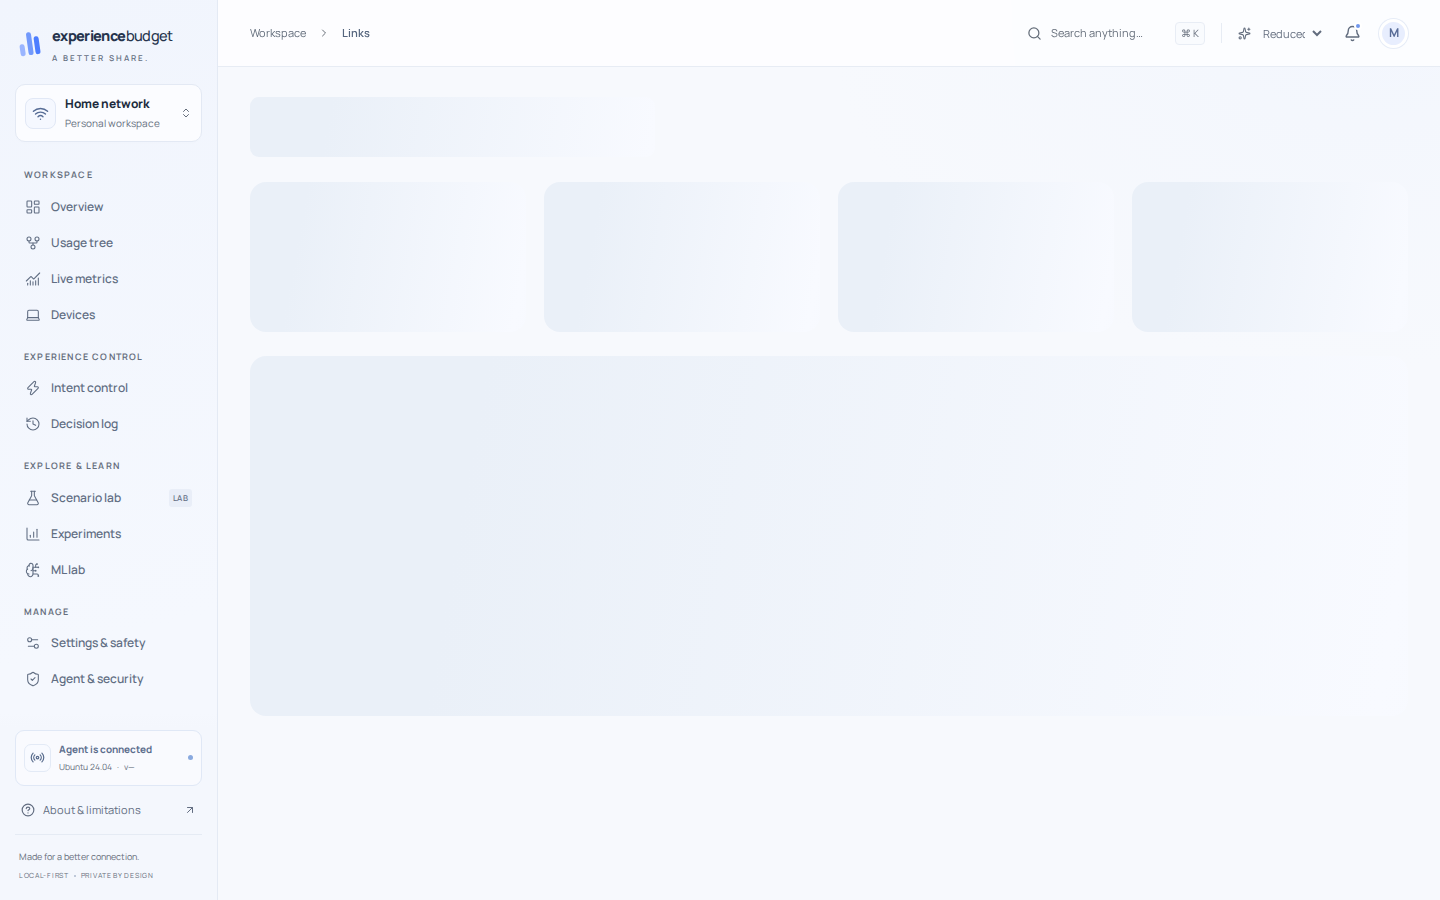 experiencebudget
A BETTER SHARE.
Home network
Personal workspace
WORKSPACE
Overview
Usage tree
Live metrics
Devices
EXPERIENCE CONTROL
Intent control
Decision log
EXPLORE & LEARN
Scenario lab LAB
Experiments
ML lab
MANAGE
Settings & safety
Agent & security
Agent is connected
Ubuntu 24.04 · v—
About & limitations
Made for a better connection.
LOCAL-FIRST • PRIVATE BY DESIGN
Workspace Links
Search anything... ⌘ K Reduced M